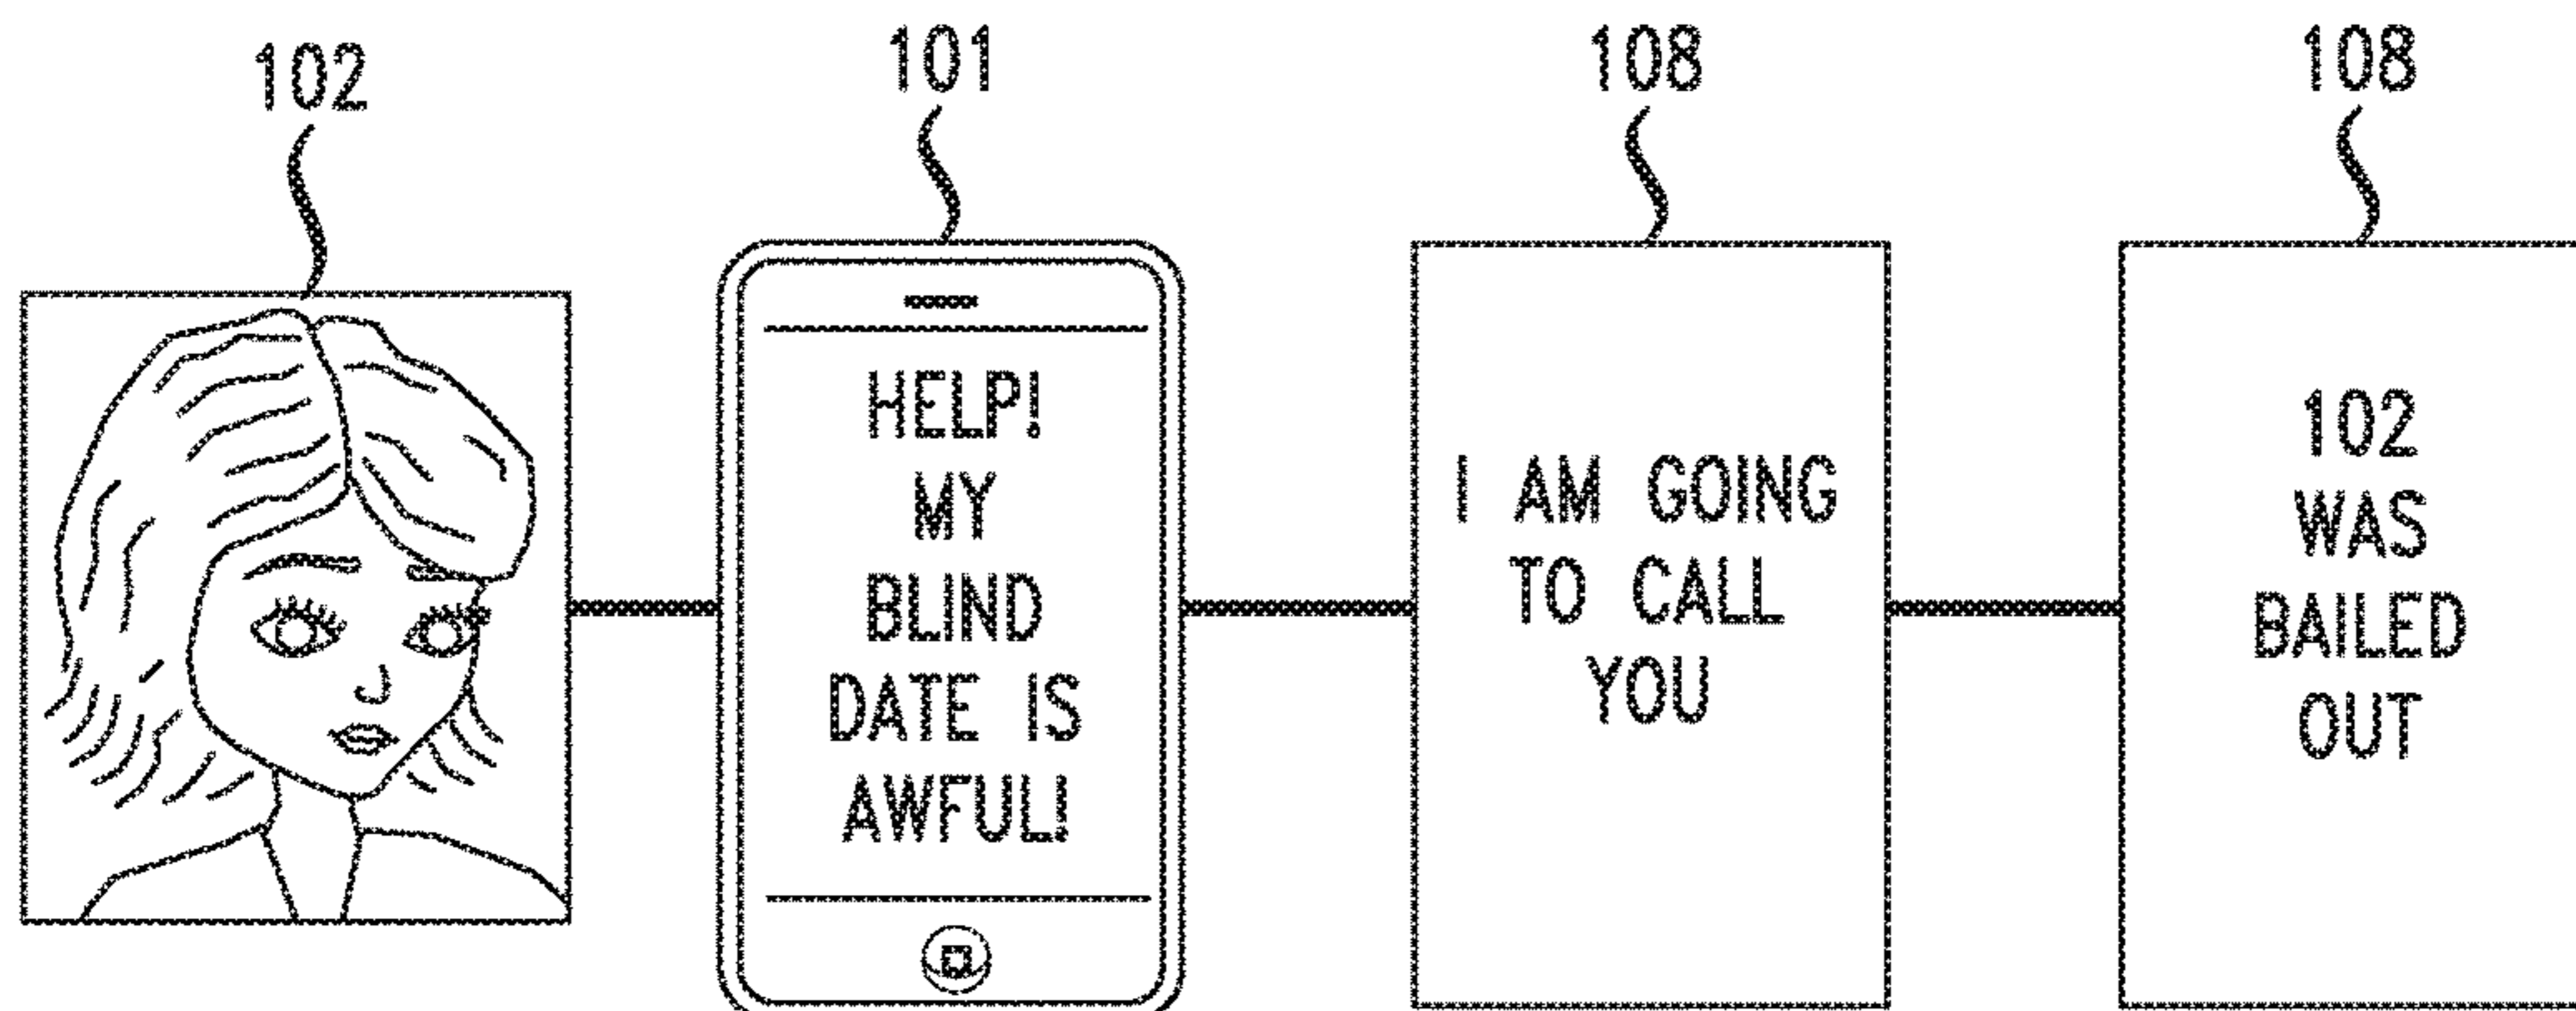 102
101
108
108
HELP!
MY
BLIND
DATE IS
AWFUL!
I AM GOING
TO CALL
YOU
102
WAS
BAILED
OUT